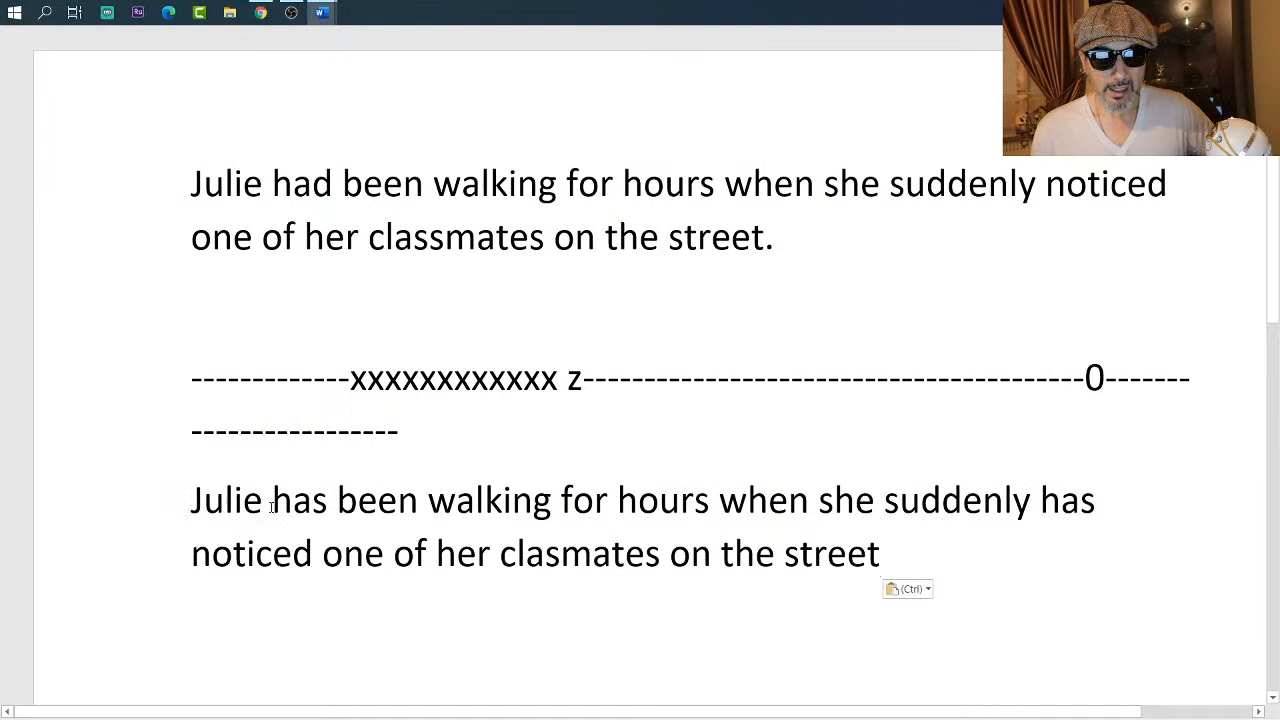 Julie had been walking for hours when she suddenly noticed
one of her classmates on the street.
-------------xxxxxxxxxxxx z-----------------------------------------0-------
-----------------
Julie has been walking for hours when she suddenly has
noticed one of her clasmates on the street
(Ctrl)